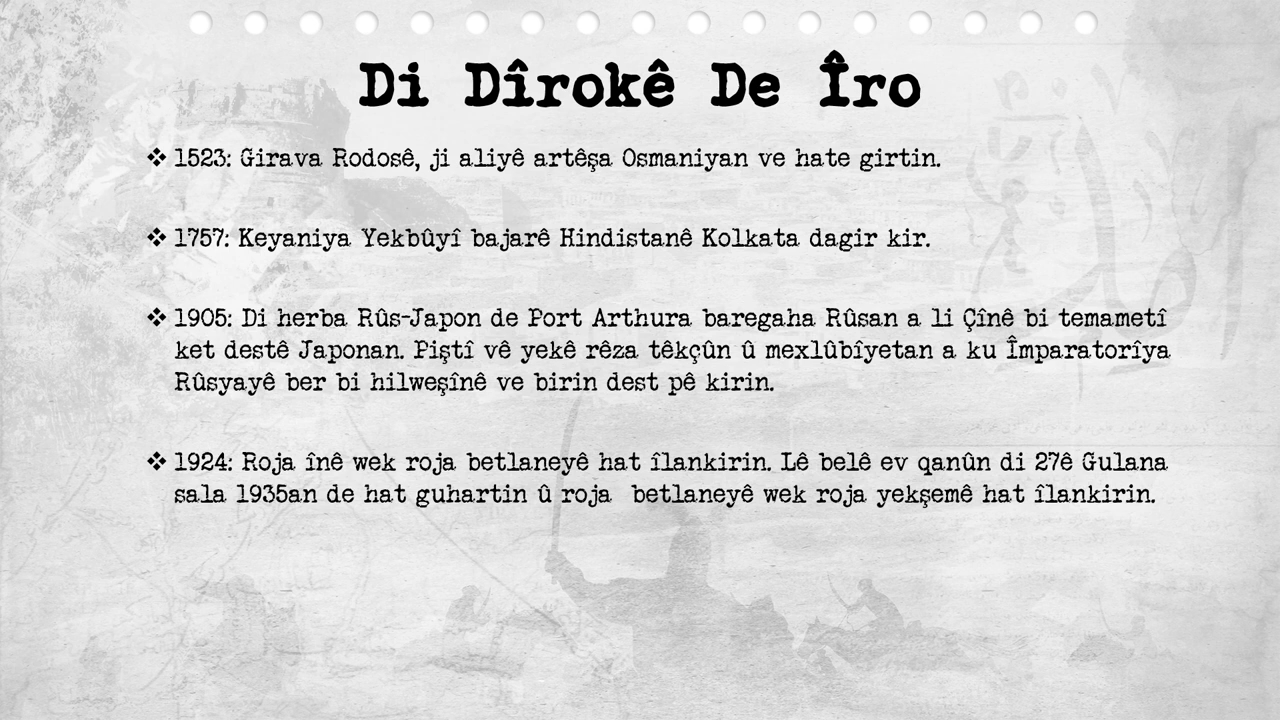 Di Dîrokê De Îro
❖ 1523: Girava Rodosê, ji aliyê artêşa Osmaniyan ve hate girtin.
❖ 1757: Keyaniya Yekbûyî bajarê Hindistanê Kolkata dagir kir.
❖ 1905: Di herba Rûs-Japon de Port Arthura baregaha Rûsan a li Çînê bi temametî
ket destê Japonan. Piştî vê yekê rêza têkçûn û mexlûbîyetan a ku Împaratorîya
Rûsyayê ber bi hilweşînê ve birin dest pê kirin.
❖ 1924: Roja înê wek roja betlaneyê hat îlankirin. Lê belê ev qanûn di 27ê Gulana
sala 1935an de hat guhartin û roja  betlaneyê wek roja yekşemê hat îlankirin.